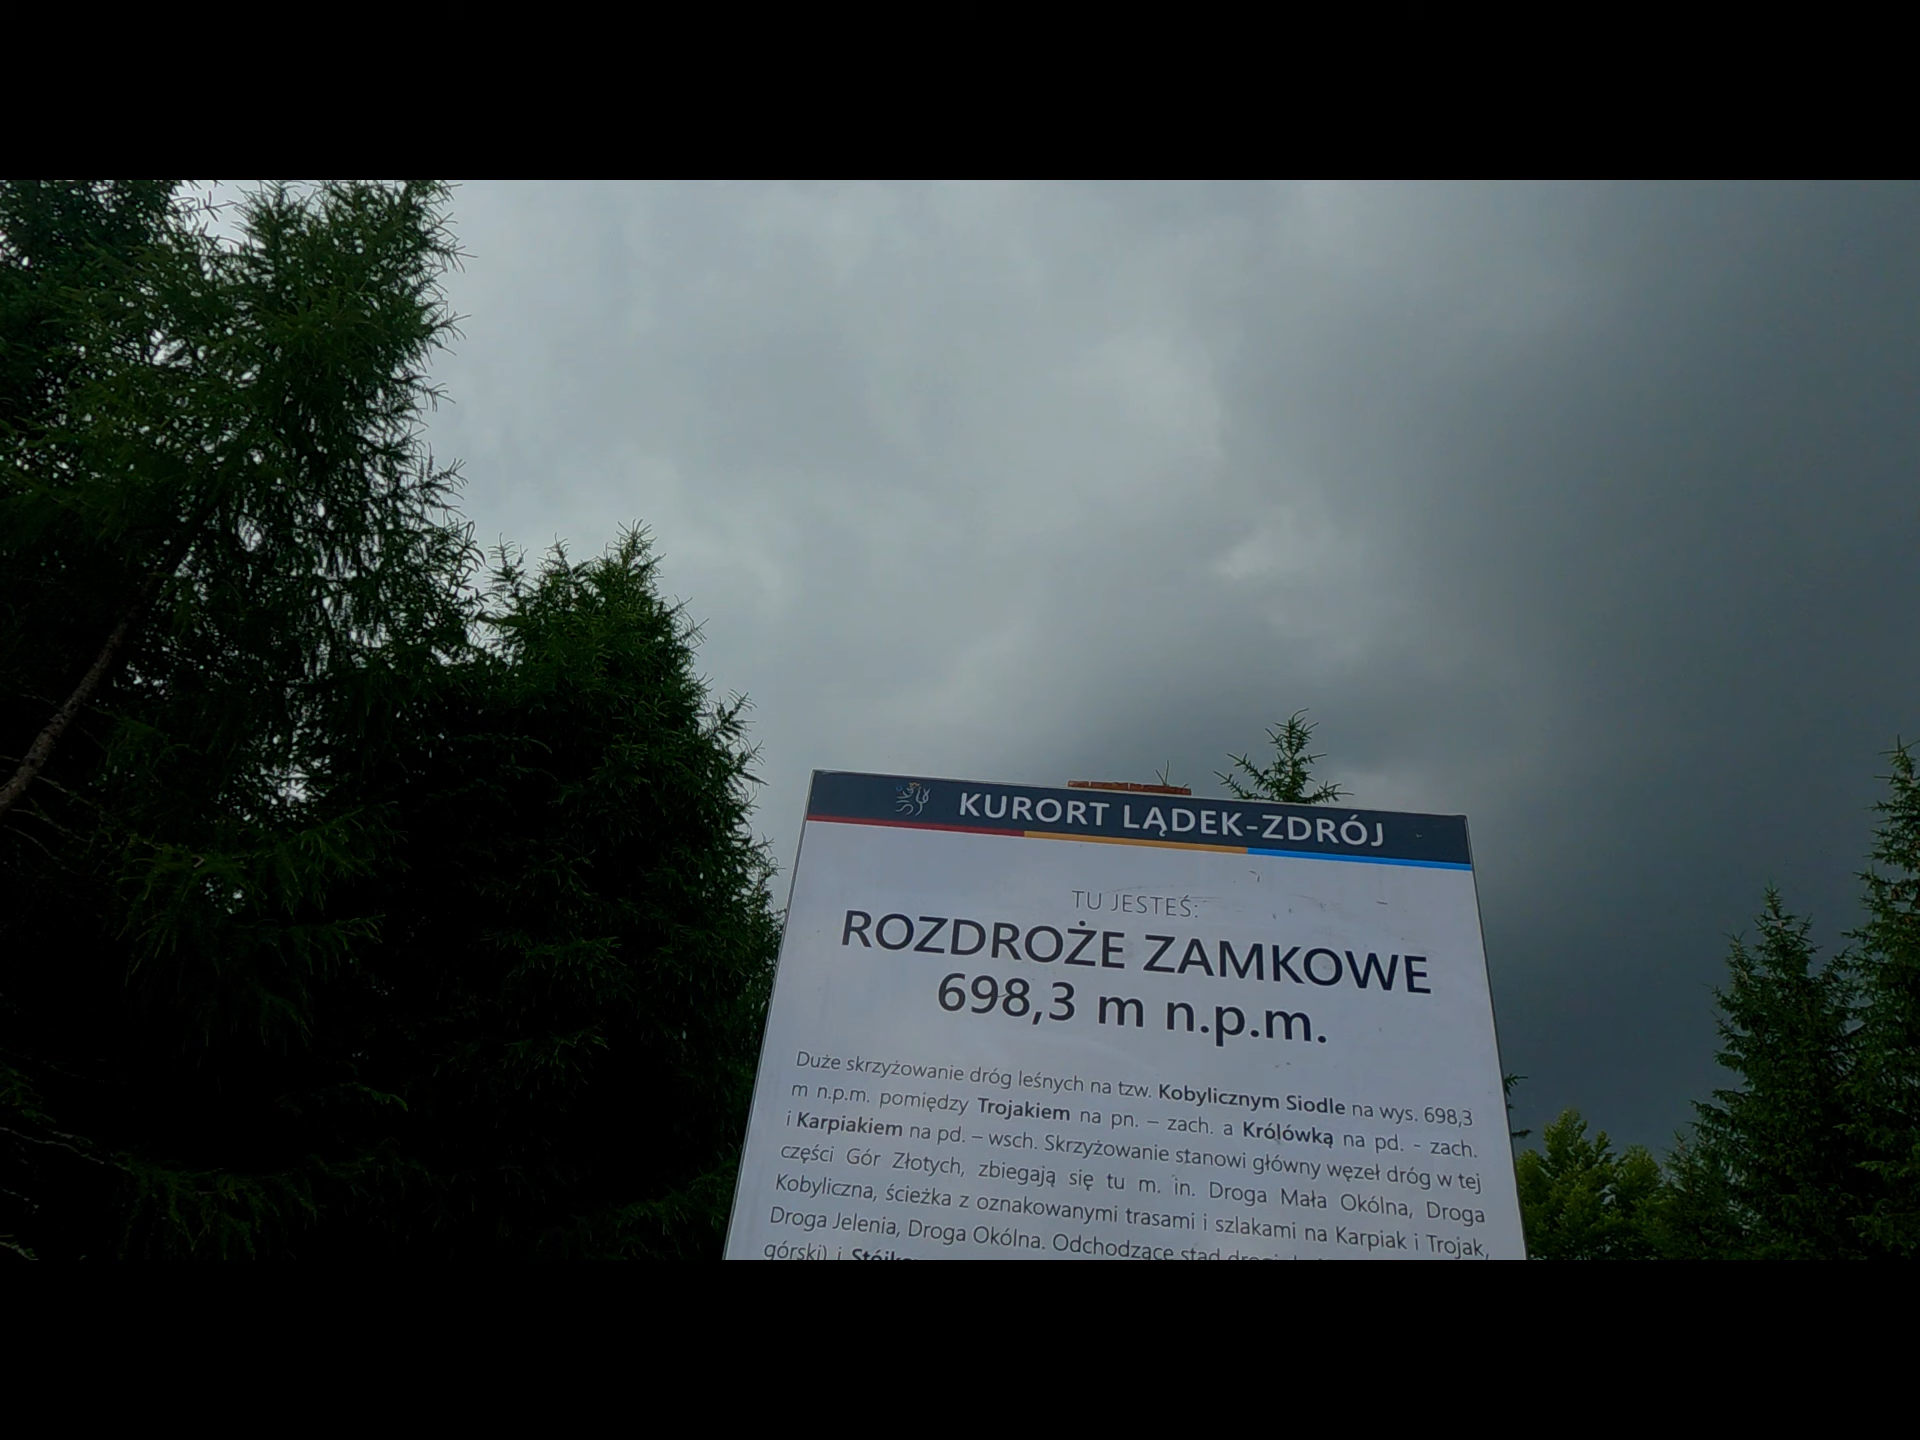 KURORT LĄDEK-ZDRÓJ
TU JESTEŚ:
ROZDROŻE ZAMKOWE
698,3 m n.p.m.
Duże skrzyżowanie dróg leśnych na tzw. Kobylicznym Siodle na wys. 698,3
m n.p.m. pomiędzy Trojakiem na pn. – zach. a Królówką na pd. - zach.
i Karpiakiem na pd. – wsch. Skrzyżowanie stanowi główny węzeł dróg w tej
części Gór Złotych, zbiegają się tu m. in. Droga Mała Okólna, Droga
Kobyliczna, ścieżka z oznakowanymi trasami i szlakami na Karpiak i Trojak,
Droga Jelenia, Droga Okólna. Odchodzące stąd
górski) i